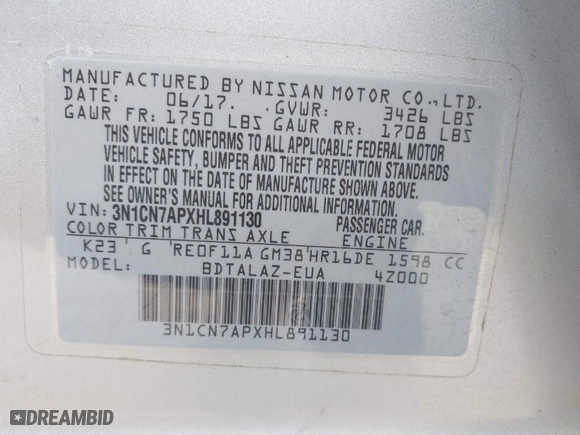 MANUFACTURED BY NISSAN MOTOR CO., LTD.
DATE: 06/17. GVWR: 3426 LBS
GAWR FR: 1750 LBS GAWR RR: 1708 LBS
THIS VEHICLE CONFORMS TO ALL APPLICABLE FEDERAL MOTOR
VEHICLE SAFETY, BUMPER AND THEFT PREVENTION STANDARDS
IN EFFECT ON THE DATE OF MANUFACTURE SHOWN ABOVE.
SEE OWNER'S MANUAL FOR ADDITIONAL INFORMATION.
VIN: 3N1CN7APXHL891130 PASSENGER CAR.
COLOR TRIM TRANS AXLE ENGINE
K23 G RE0F11A GM38 HR16DE 1598 CC
MODEL: BDTALAZ-EUA 4Z000
3N1CN7APXHL891130
DREAMBID